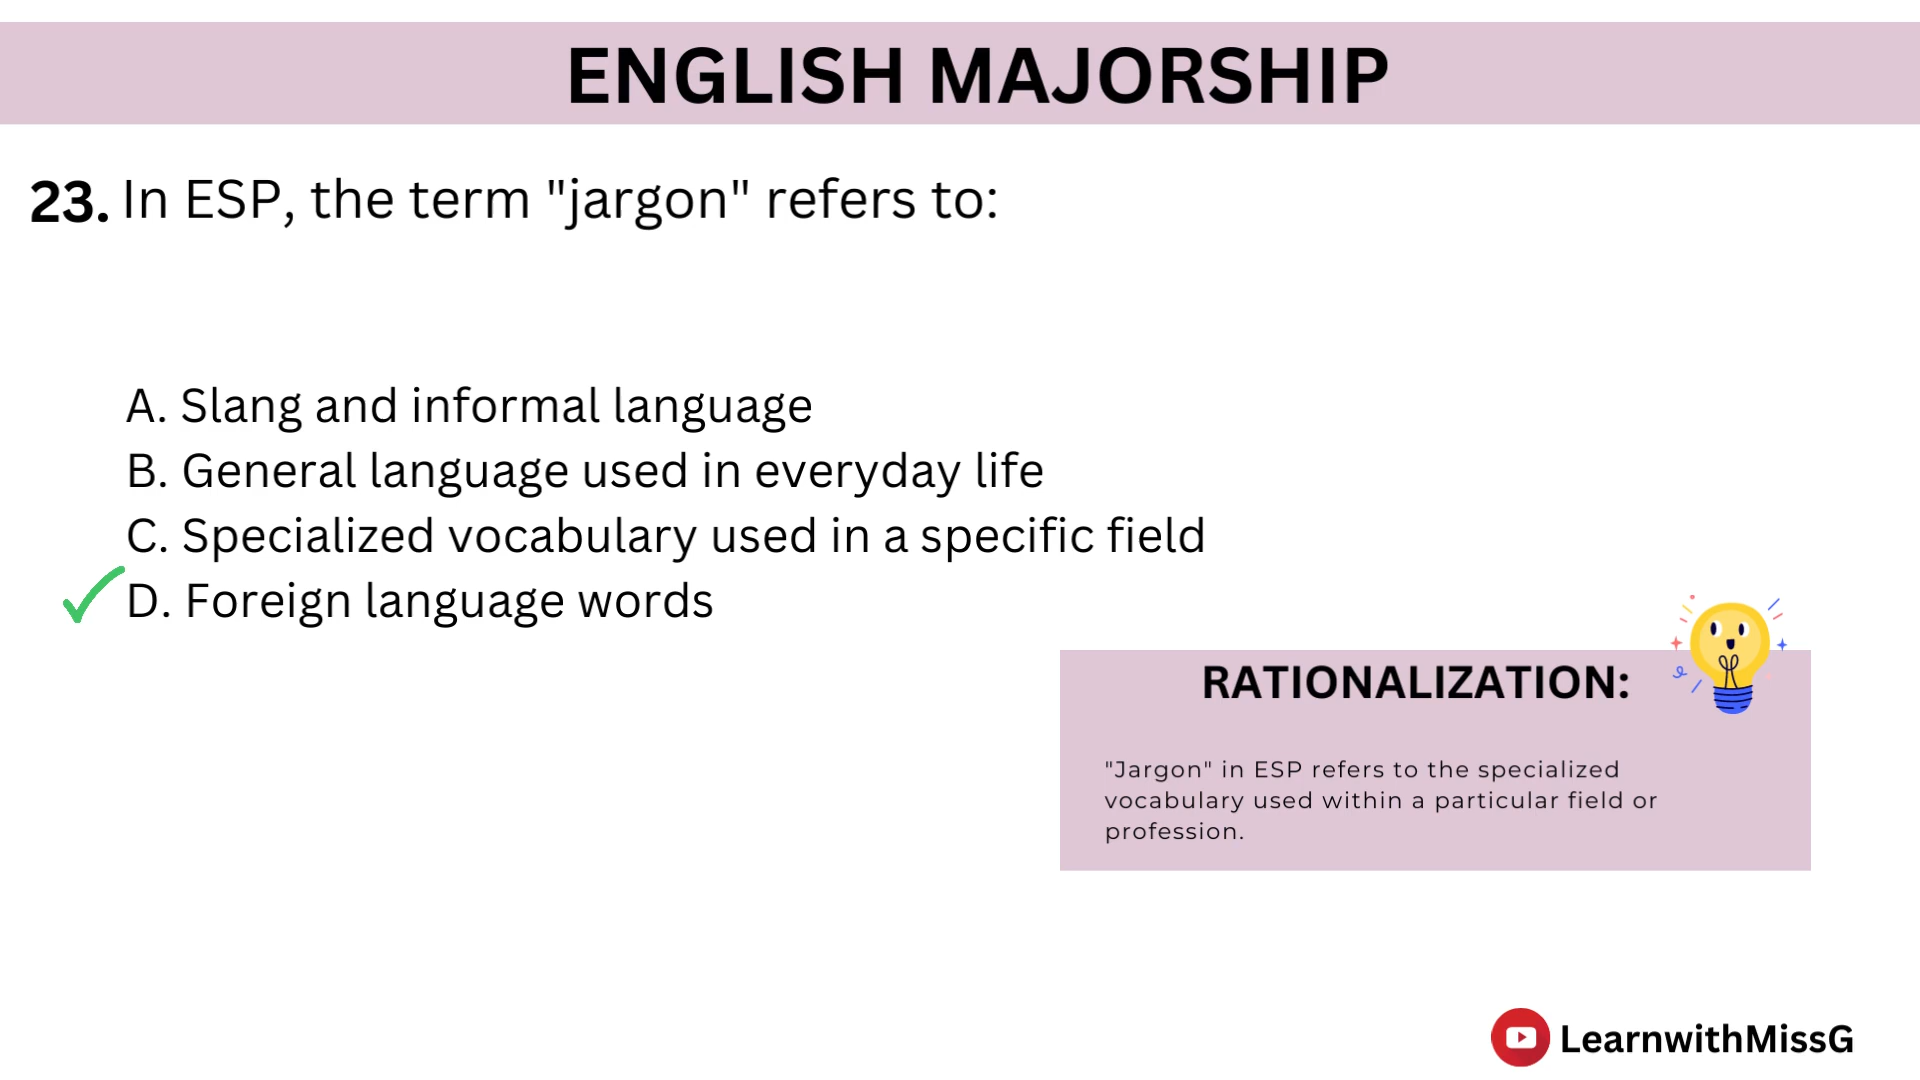 ENGLISH MAJORSHIP
23. In ESP, the term "jargon" refers to:
A. Slang and informal language
B. General language used in everyday life
C. Specialized vocabulary used in a specific field
D. Foreign language words
RATIONALIZATION:
"Jargon" in ESP refers to the specialized
vocabulary used within a particular field or
profession.
LearnwithMissG